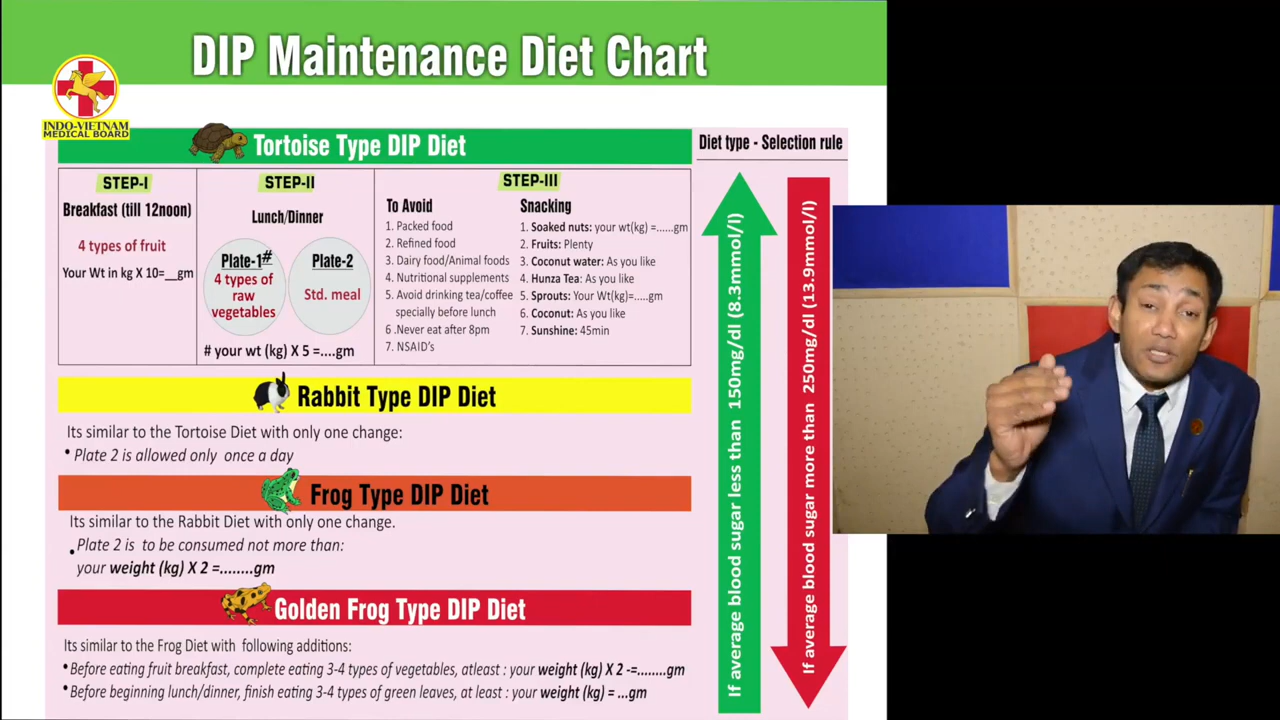 DIP Maintenance Diet Chart
INDO-VIETNAM
MEDICAL BOARD
Tortoise Type DIP Diet
Diet type - Selection rule
STEP-I
Breakfast (till 12noon)
4 types of fruit
Your Wt in kg X 10=__gm
STEP-II
Lunch/Dinner
Plate-1#
4 types of
raw
vegetables
Plate-2
Std. meal
# your wt (kg) X 5 =....gm
STEP-III
To Avoid
1. Packed food
2. Refined food
3. Dairy food/Animal foods
4. Nutritional supplements
5. Avoid drinking tea/coffee
specially before lunch
6 .Never eat after 8pm
7. NSAID's
Snacking
1. Soaked nuts: your wt(kg) =.....gm
2. Fruits: Plenty
3. Coconut water: As you like
4. Hunza Tea: As you like
5. Sprouts: Your Wt(kg)=....gm
6. Coconut: As you like
7. Sunshine: 45min
Rabbit Type DIP Diet
Its similar to the Tortoise Diet with only one change:
• Plate 2 is allowed only once a day
Frog Type DIP Diet
Its similar to the Rabbit Diet with only one change.
• Plate 2 is to be consumed not more than:
your weight (kg) X 2 =........gm
Golden Frog Type DIP Diet
Its similar to the Frog Diet with following additions:
• Before eating fruit breakfast, complete eating 3-4 types of vegetables, atleast : your weight (kg) X 2 -=........gm
• Before beginning lunch/dinner, finish eating 3-4 types of green leaves, at least : your weight (kg) = ...gm
If average blood sugar less than 150mg/dl (8.3mmol/l)
If average blood sugar more than 250mg/dl (13.9mmol/l)